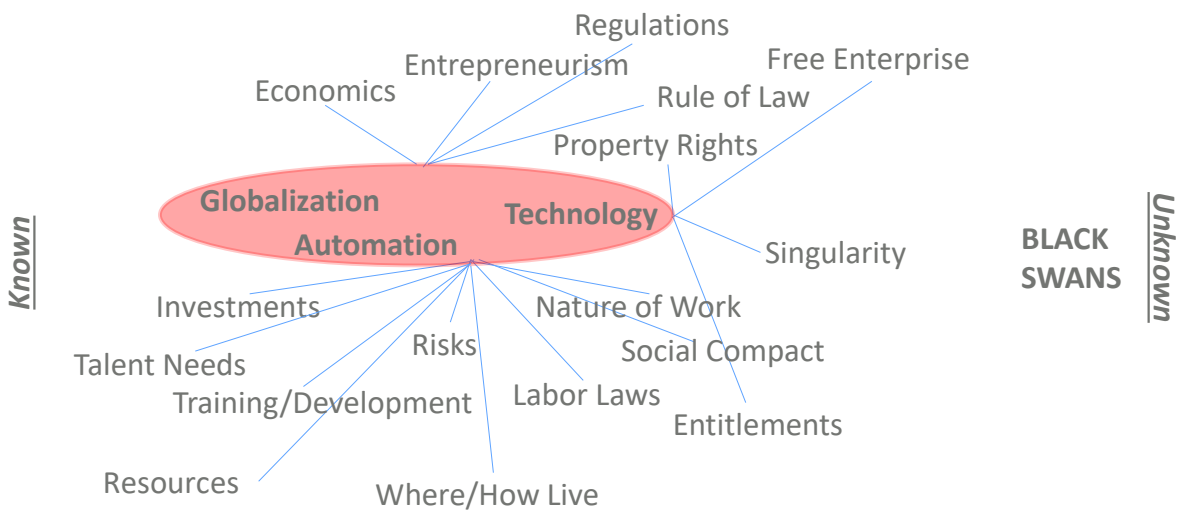 Regulations
Entrepreneurism
Free Enterprise
Economics
Rule of Law
Property Rights
Globalization
Technology
Automation
Known
Unknown
BLACK
SWANS
Singularity
Investments
Nature of Work
Risks
Social Compact
Talent Needs
Training/Development
Labor Laws
Entitlements
Resources
Where/How Live